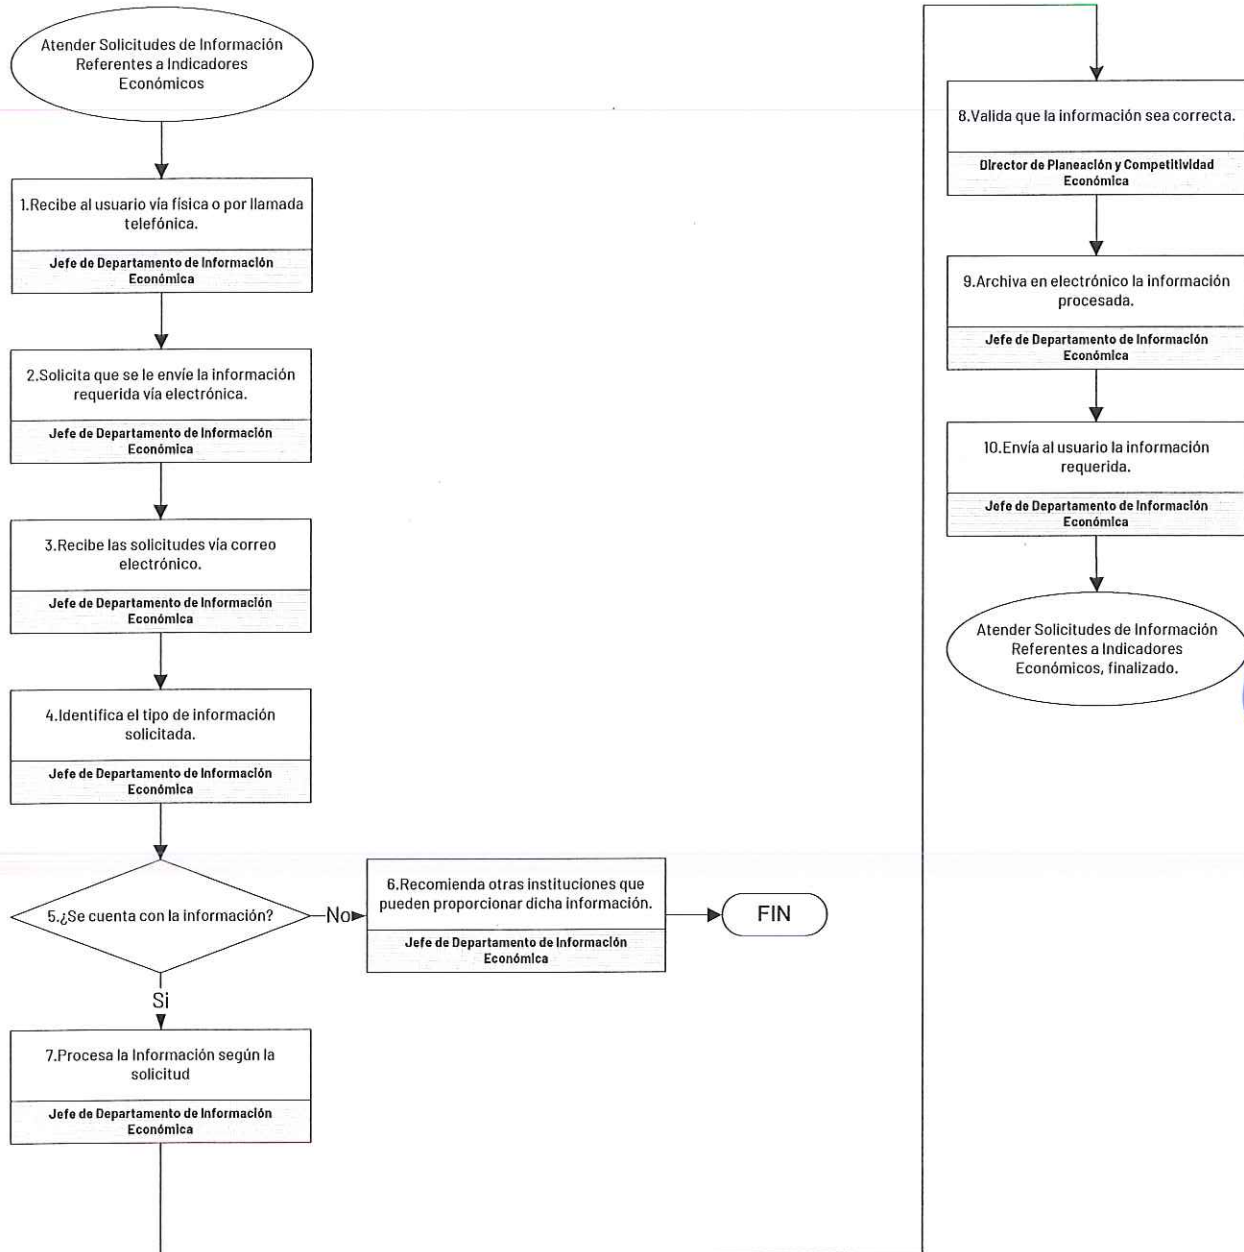 Atender Solicitudes de Información
Referentes a Indicadores
Económicos
1.Recibe al usuario vía física o por llamada
telefónica.
Jefe de Departamento de Información
Económica
2.Solicita que se le envíe la información
requerida vía electrónica.
Jefe de Departamento de Información
Económica
3.Recibe las solicitudes vía correo
electrónico.
Jefe de Departamento de Información
Económica
4.Identifica el tipo de información
solicitada.
Jefe de Departamento de Información
Económica
5.¿Se cuenta con la información?
No
6.Recomienda otras instituciones que
pueden proporcionar dicha información.
Jefe de Departamento de Información
Económica
FIN
Si
7.Procesa la Información según la
solicitud
Jefe de Departamento de Información
Económica
8.Valida que la información sea correcta.
Director de Planeación y Competitividad
Económica
9.Archiva en electrónico la información
procesada.
Jefe de Departamento de Información
Económica
10.Envía al usuario la información
requerida.
Jefe de Departamento de Información
Económica
Atender Solicitudes de Información
Referentes a Indicadores
Económicos, finalizado.